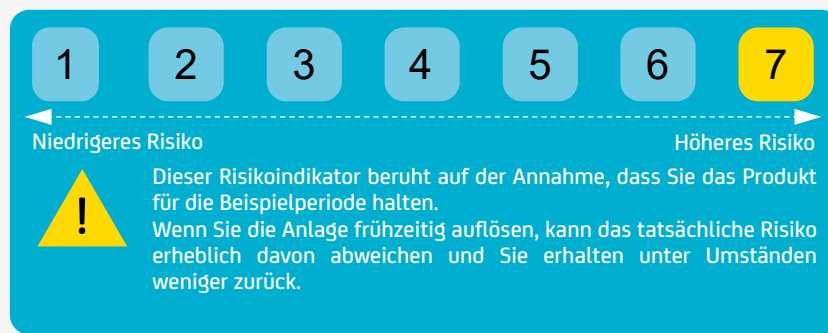 1 2 3 4 5 6 7
Niedrigeres Risiko Höheres Risiko
!
Dieser Risikoindikator beruht auf der Annahme, dass Sie das Produkt
für die Beispielperiode halten.
Wenn Sie die Anlage frühzeitig auflösen, kann das tatsächliche Risiko
erheblich davon abweichen und Sie erhalten unter Umständen
weniger zurück.